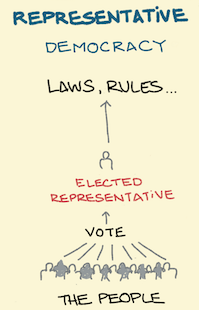 REPRESENTATIVE
DEMOCRACY
LAWS, RULES...
ELECTED
REPRESENTATIVE
VOTE
THE PEOPLE